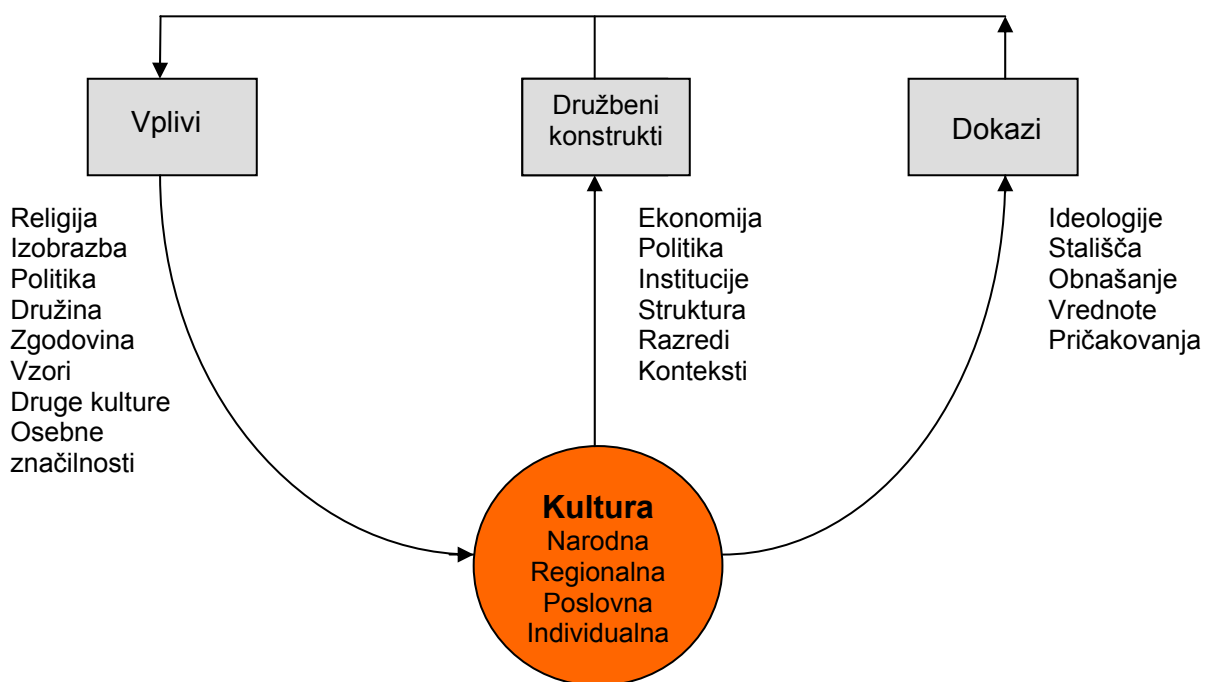 Vplivi
Družbeni
konstrukti
Dokazi
Religija
Izobrazba
Politika
Družina
Zgodovina
Vzori
Druge kulture
Osebne
značilnosti
Ekonomija
Politika
Institucije
Struktura
Razredi
Konteksti
Ideologije
Stališča
Obnašanje
Vrednote
Pričakovanja
Kultura
Narodna
Regionalna
Poslovna
Individualna